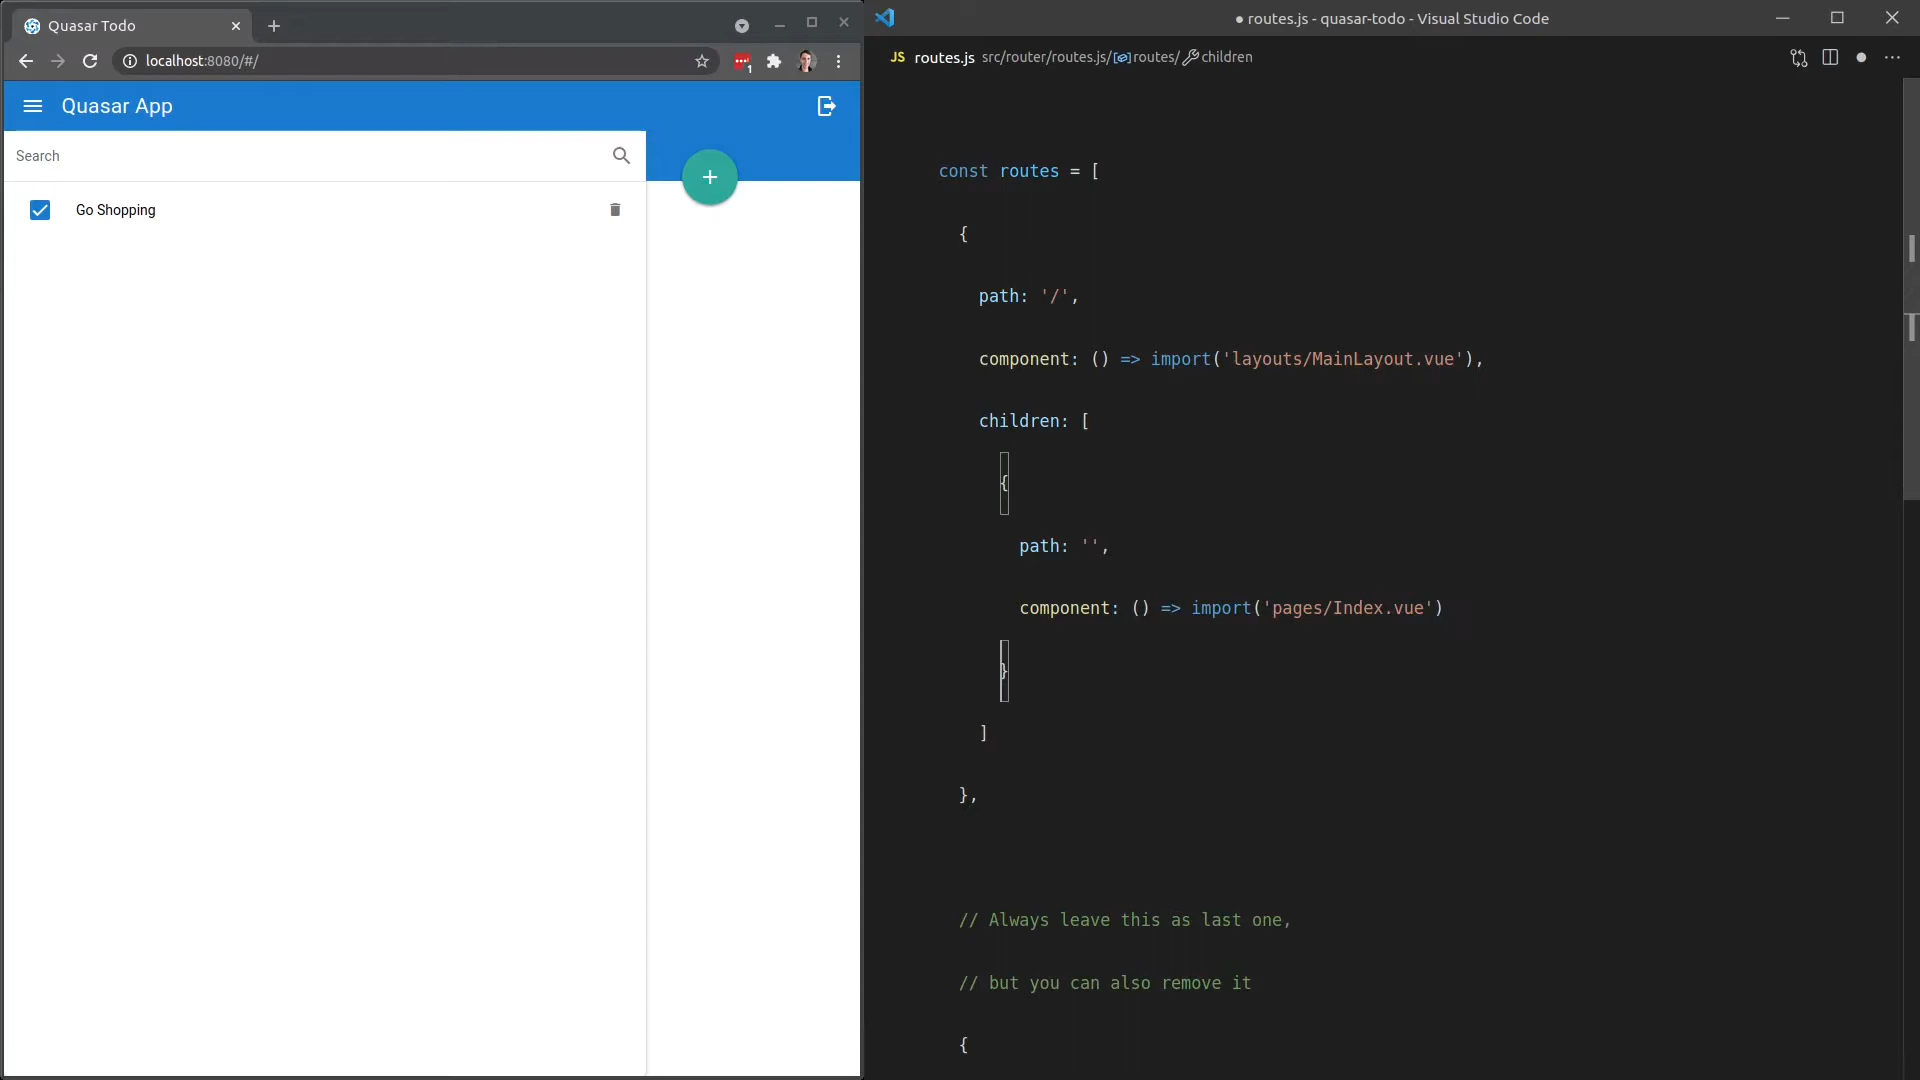 Quasar Todo
localhost:8080/#/
1
Quasar App
Search
+
Go Shopping
● routes.js - quasar-todo - Visual Studio Code
JS routes.js src/router/routes.js/routes/children
const routes = [
{
path: '/',
component: () => import('layouts/MainLayout.vue'),
children: [
{
path: '',
component: () => import('pages/Index.vue')
}
]
},
// Always leave this as last one,
// but you can also remove it
{